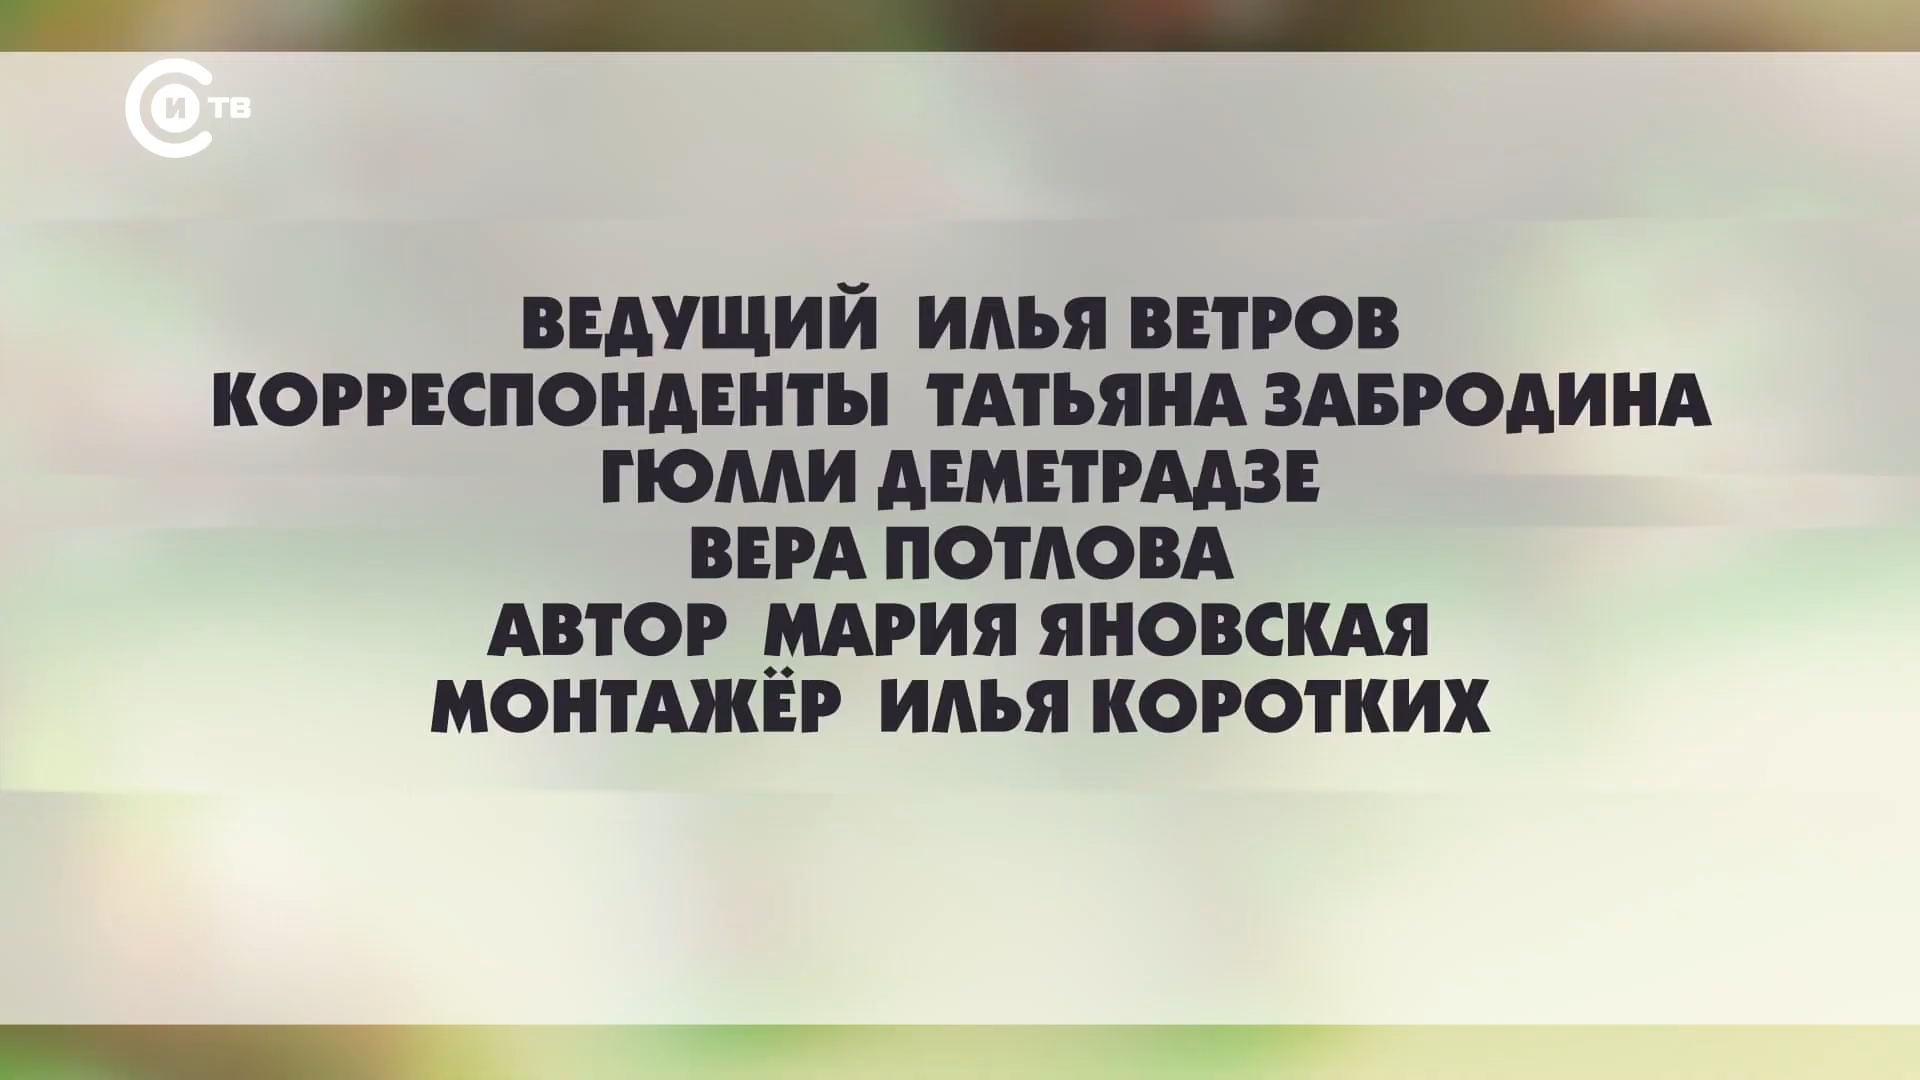 СИТВ
ВЕДУЩИЙ ИЛЬЯ ВЕТРОВ
КОРРЕСПОНДЕНТЫ ТАТЬЯНА ЗАБРОДИНА
ГЮЛЛИ ДЕМЕТРАДЗЕ
ВЕРА ПОТЛОВА
АВТОР МАРИЯ ЯНОВСКАЯ
МОНТАЖЁР ИЛЬЯ КОРОТКИХ